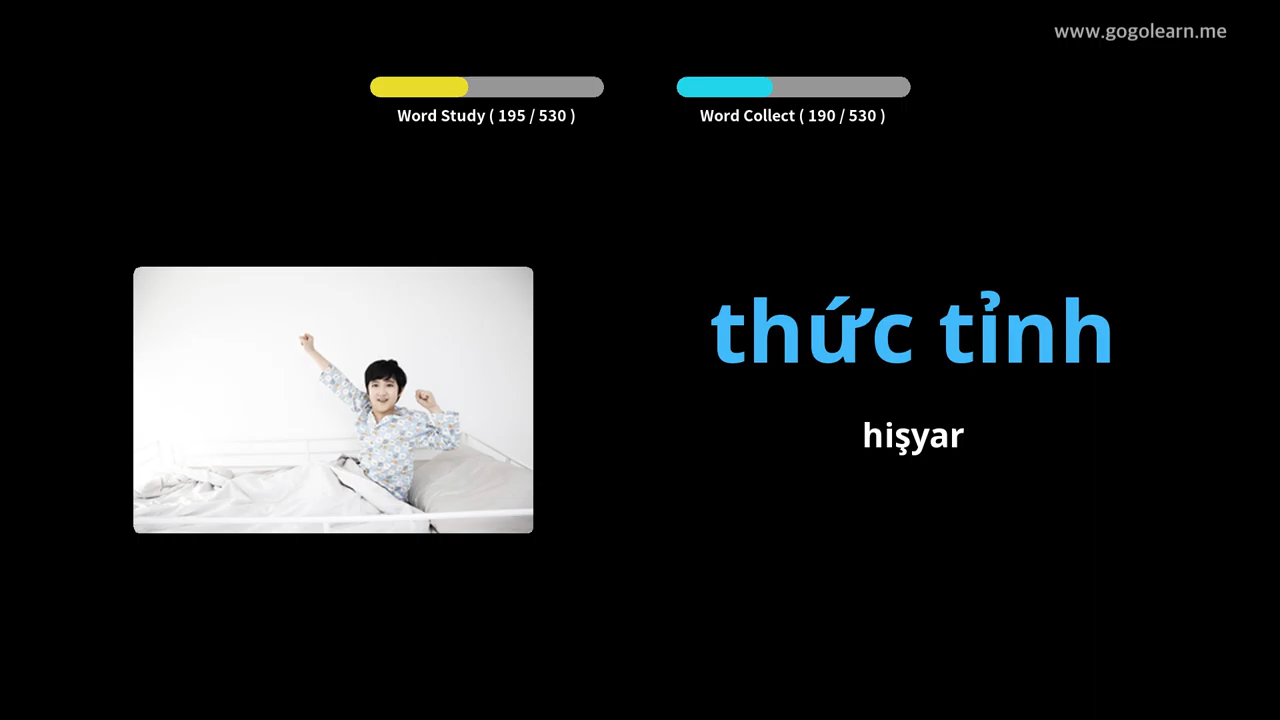 www.gogolearn.me
Word Study ( 195 / 530 )
Word Collect ( 190 / 530 )
thức tỉnh
hişyar